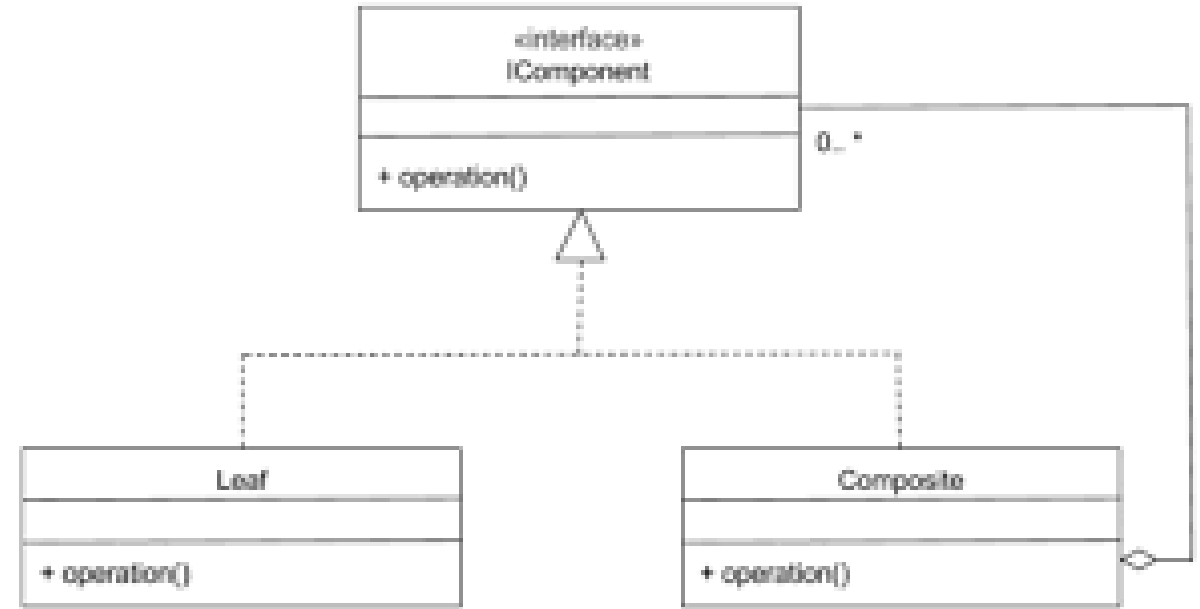 «interface»
IComponent
0.. *
+ operation()
Leaf
Composite
+ operation()
+ operation()